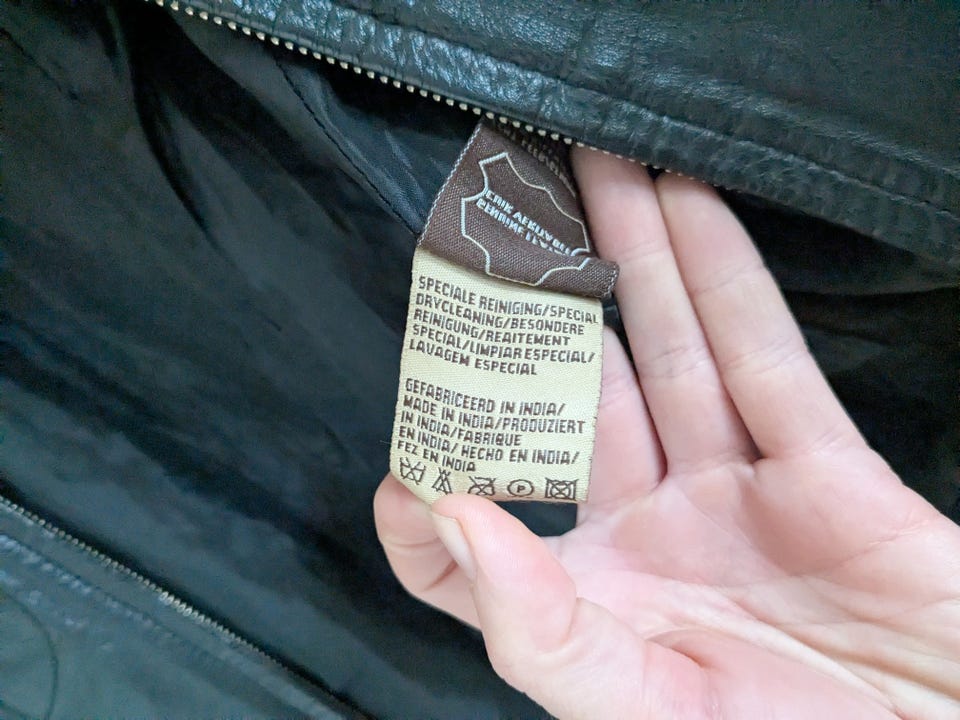 SPECIALE REINIGING/SPECIAL
DRYCLEANING/BESONDERE
REINIGUNG/REAITEMENT
SPECIAL/LIMPIAR ESPECIAL/
LAVAGEM ESPECIAL
GEFABRICEERD IN INDIA/
MADE IN INDIA/PRODUZIERT
IN INDIA/FABRIQUE
EN INDIA/ HECHO EN INDIA/
FEZ EN INDIA
P